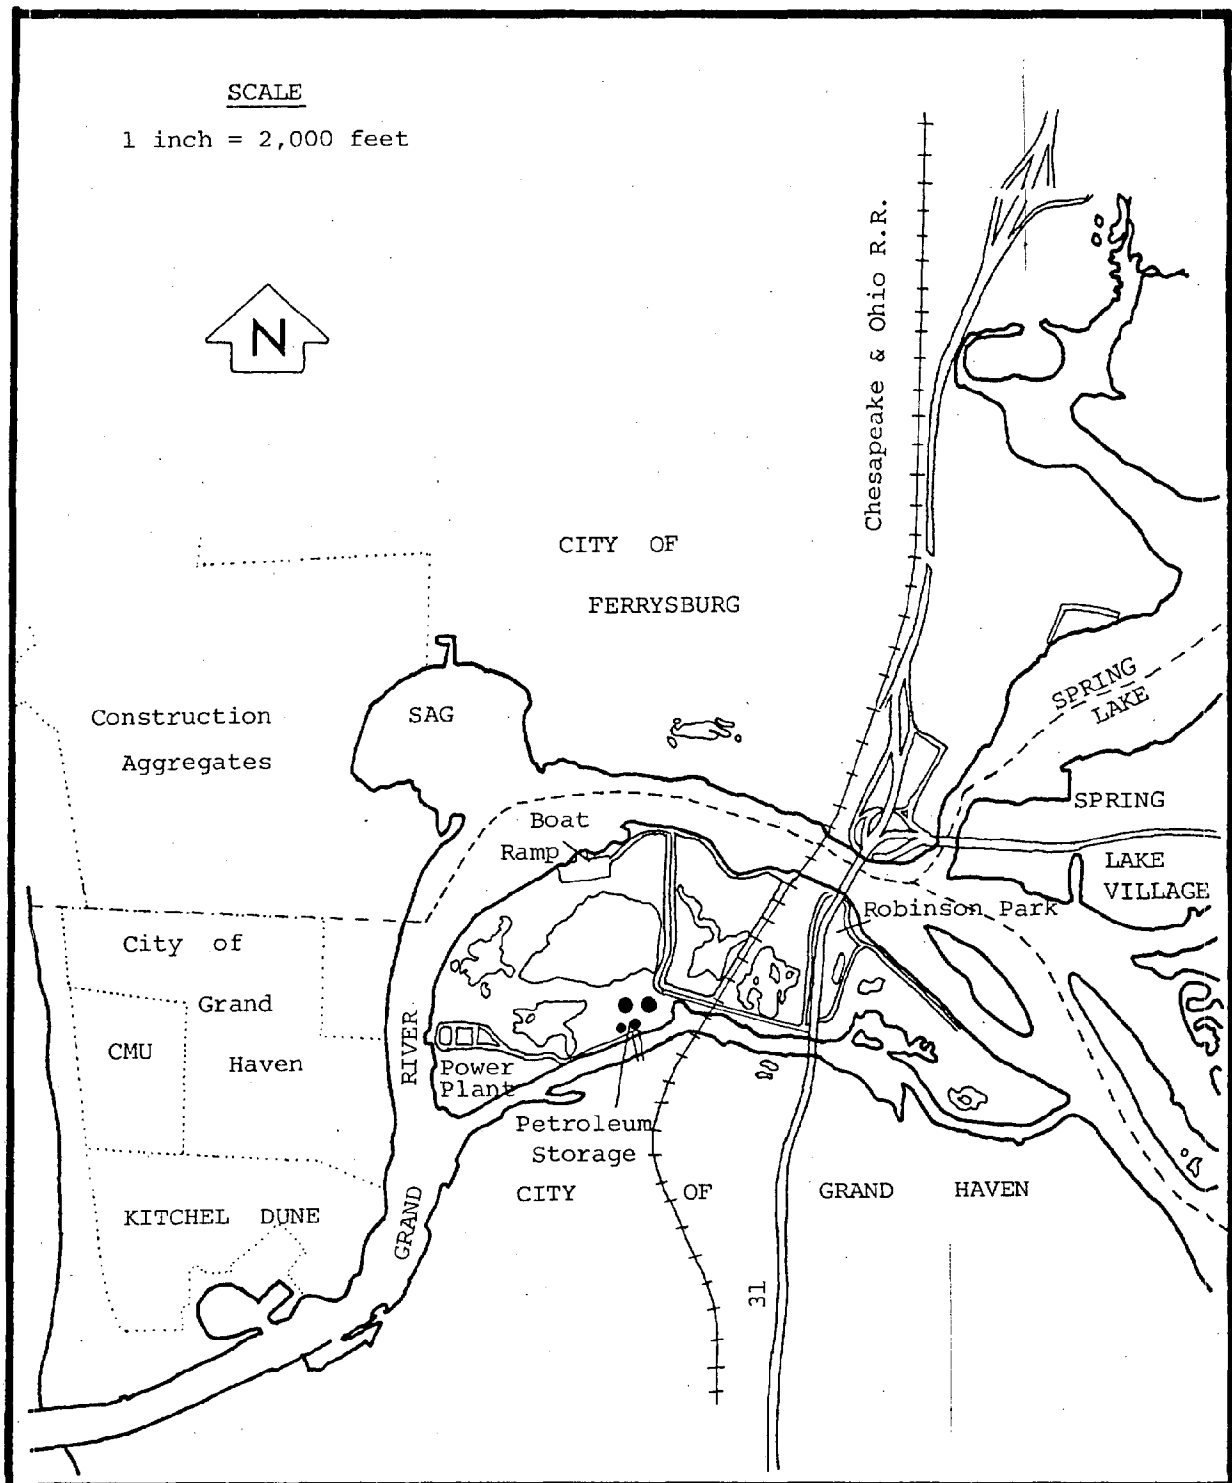 SCALE
1 inch = 2,000 feet
N
Chesapeake & Ohio R.R.
CITY OF
FERRYSBURG
SPRING
LAKE
Construction
Aggregates
SAG
SPRING
LAKE
VILLAGE
Boat
Ramp
Robinson Park
City of
Grand
Haven
CMU
RIVER
Power
Plant
Petroleum
Storage
CITY OF GRAND HAVEN
KITCHEL DUNE
GRAND
31